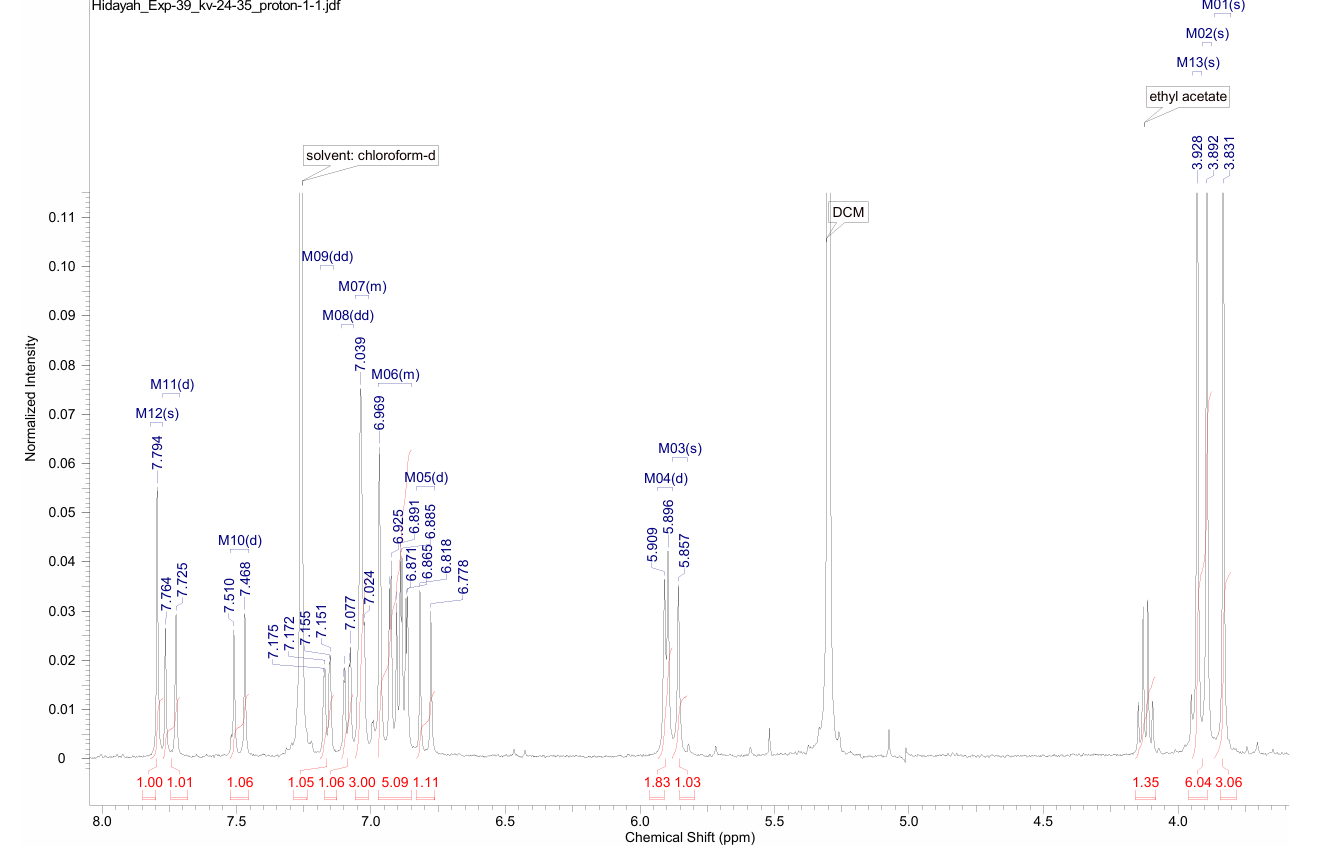 Hidayah_Exp-39_kv-24-35_proton-1-1.jdf
M01(s)
M02(s)
M13(s)
ethyl acetate
3.928
3.892
3.831
solvent: chloroform-d
DCM
M09(dd)
M07(m)
M08(dd)
7.039
M06(m)
6.969
M11(d)
M12(s)
7.794
M03(s)
M04(d)
M05(d)
M10(d)
7.764
7.725
7.510
7.468
7.175
7.172
7.155
7.151
7.077
7.024
6.925
6.891
6.885
6.871
6.865
6.818
6.778
5.909
5.896
5.857
Normalized Intensity
0.11
0.10
0.09
0.08
0.07
0.06
0.05
0.04
0.03
0.02
0.01
0
1.00 1.01 1.06 1.05 1.06 3.00 5.09 1.11 1.83 1.03 1.35 6.04 3.06
8.0 7.5 7.0 6.5 6.0 5.5 5.0 4.5 4.0
Chemical Shift (ppm)